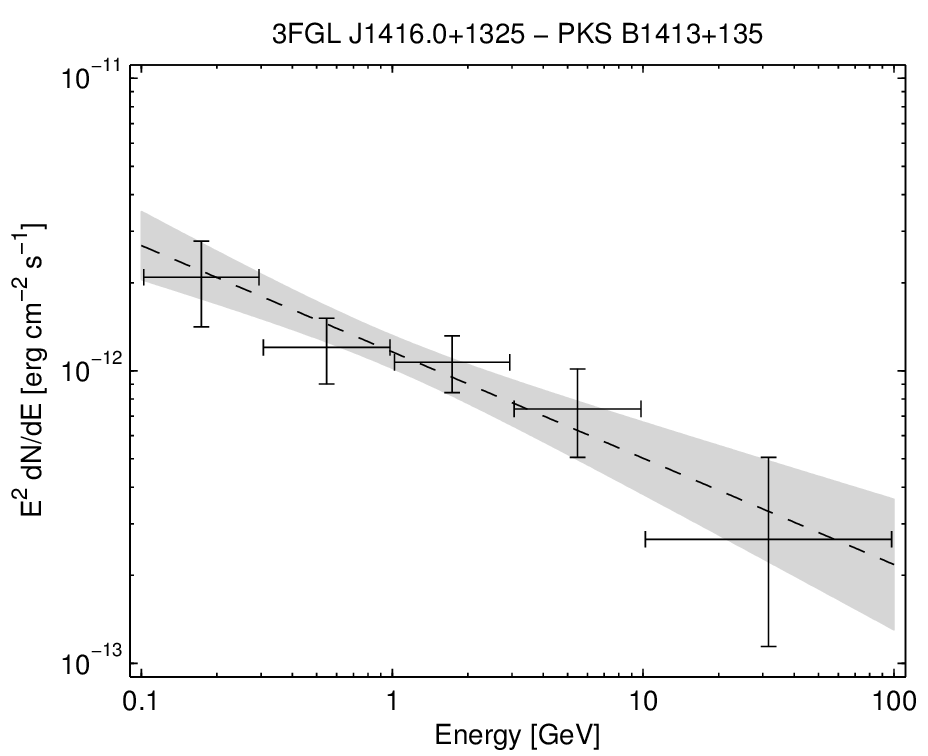 3FGL J1416.0+1325 – PKS B1413+135
10⁻¹¹
10⁻¹²
10⁻¹³
E² dN/dE [erg cm⁻² s⁻¹]
0.1 1 10 100
Energy [GeV]